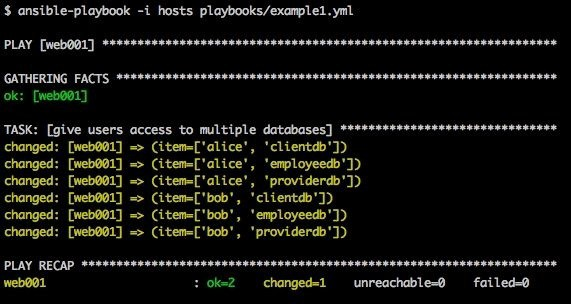 $ ansible-playbook -i hosts playbooks/example1.yml
PLAY [web001] **********************************************************
GATHERING FACTS ********************************************************
ok: [web001]
TASK: [give users access to multiple databases] ****************************
changed: [web001] => (item=['alice', 'clientdb'])
changed: [web001] => (item=['alice', 'employeedb'])
changed: [web001] => (item=['alice', 'providerdb'])
changed: [web001] => (item=['bob', 'clientdb'])
changed: [web001] => (item=['bob', 'employeedb'])
changed: [web001] => (item=['bob', 'providerdb'])
PLAY RECAP *************************************************************
web001 : ok=2 changed=1 unreachable=0 failed=0